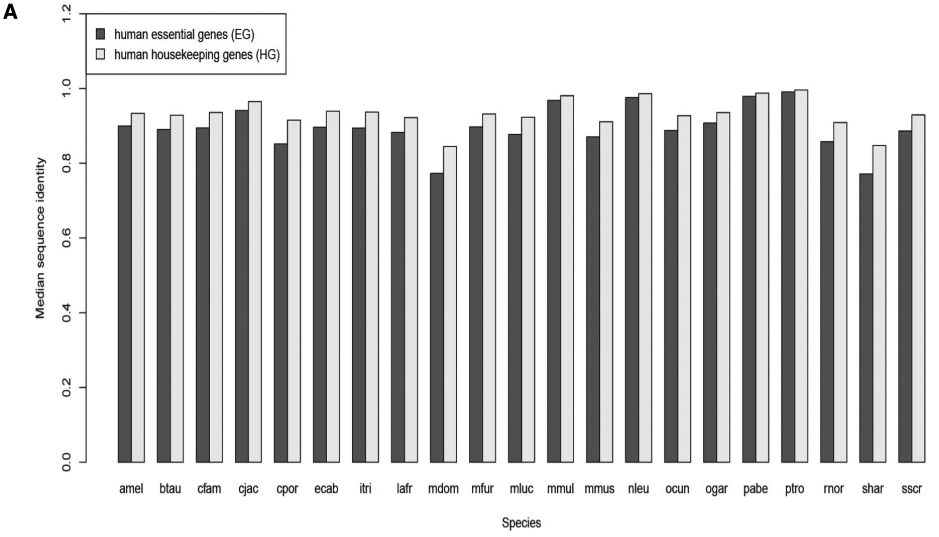 A
human essential genes (EG)
human housekeeping genes (HG)
Median sequence identity
1.2
1.0
0.8
0.6
0.4
0.2
0.0
amel btau cfam cjac cpor ecab itri lafr mdom mfur mluc mmul mmus nleu ocun ogar pabe ptro rnor shar sscr
Species